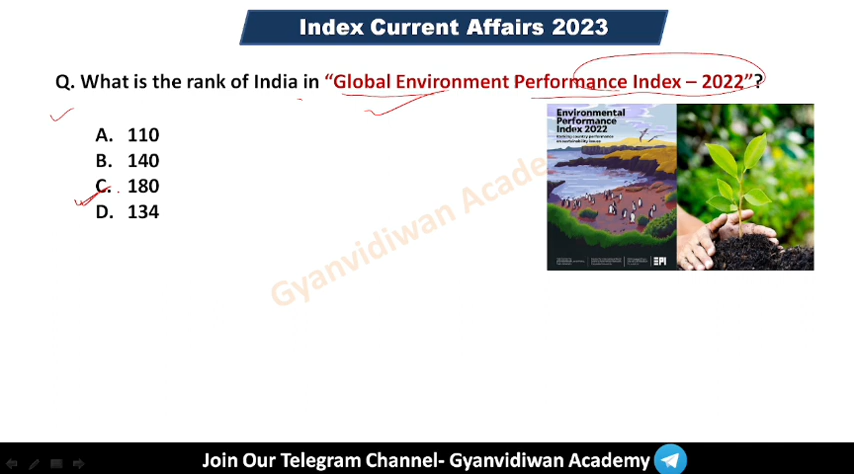 Index Current Affairs 2023
Q. What is the rank of India in “Global Environment Performance Index – 2022”?
A. 110
B. 140
C. 180
D. 134
Environmental
Performance
Index 2022
EPI
Gyanvidiwan Academy
Join Our Telegram Channel- Gyanvidiwan Academy